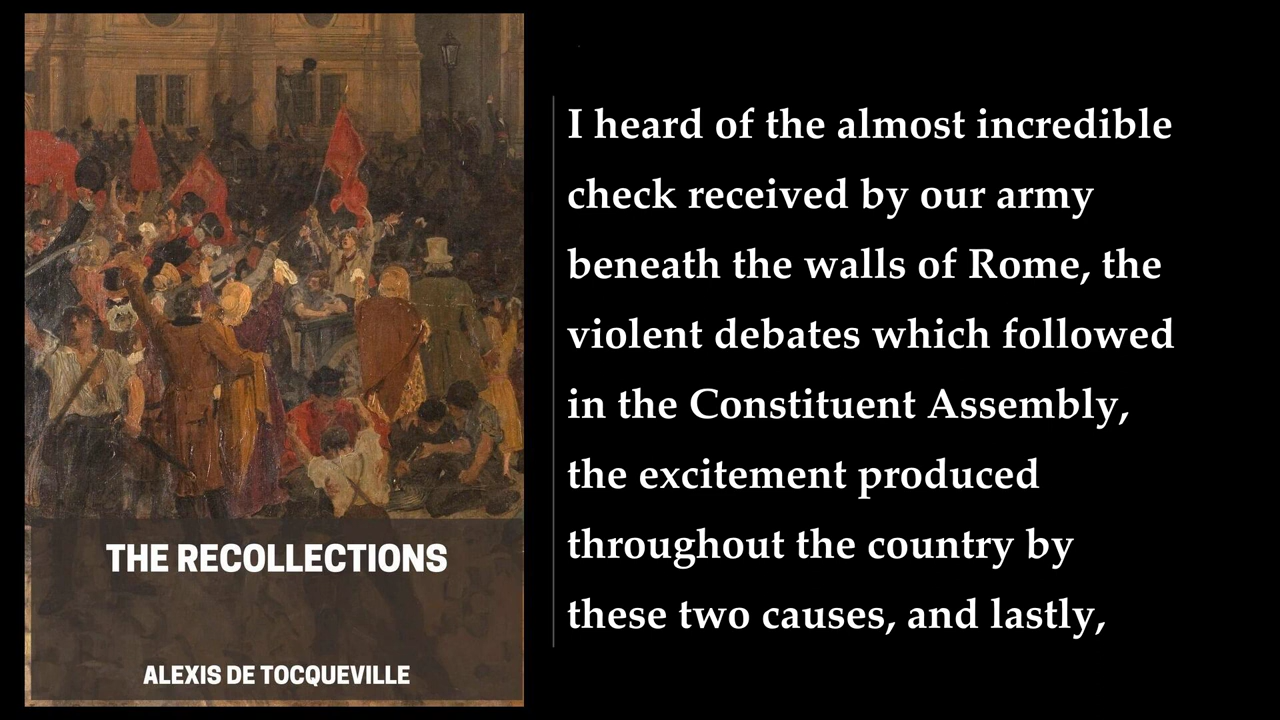 THE RECOLLECTIONS
ALEXIS DE TOCQUEVILLE
I heard of the almost incredible
check received by our army
beneath the walls of Rome, the
violent debates which followed
in the Constituent Assembly,
the excitement produced
throughout the country by
these two causes, and lastly,